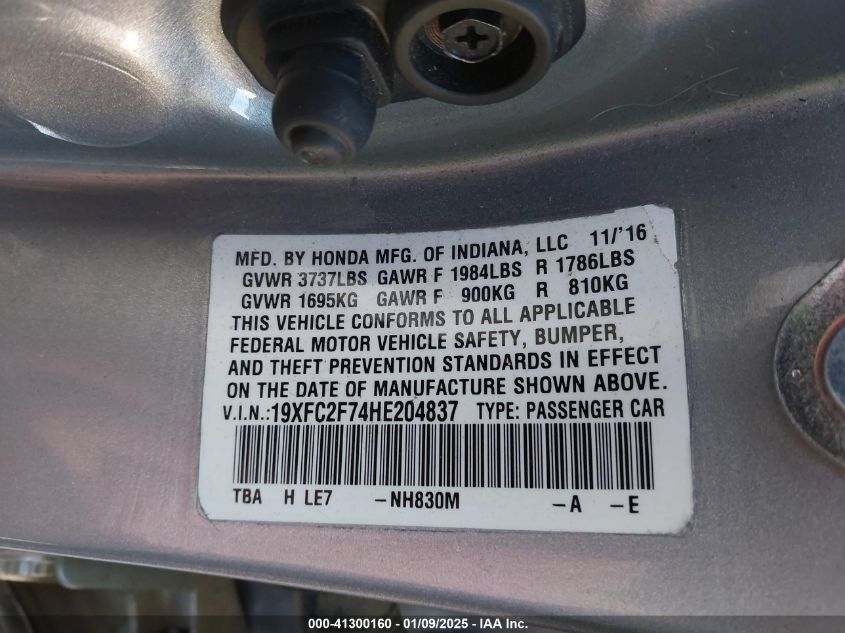 MFD. BY HONDA MFG. OF INDIANA, LLC 11/'16
GVWR 3737LBS GAWR F 1984LBS R 1786LBS
GVWR 1695KG GAWR F 900KG R 810KG
THIS VEHICLE CONFORMS TO ALL APPLICABLE
FEDERAL MOTOR VEHICLE SAFETY, BUMPER,
AND THEFT PREVENTION STANDARDS IN EFFECT
ON THE DATE OF MANUFACTURE SHOWN ABOVE.
V.I.N.:19XFC2F74HE204837 TYPE: PASSENGER CAR
TBA H LE7 –NH830M –A –E
000-41300160 - 01/09/2025 - IAA Inc.